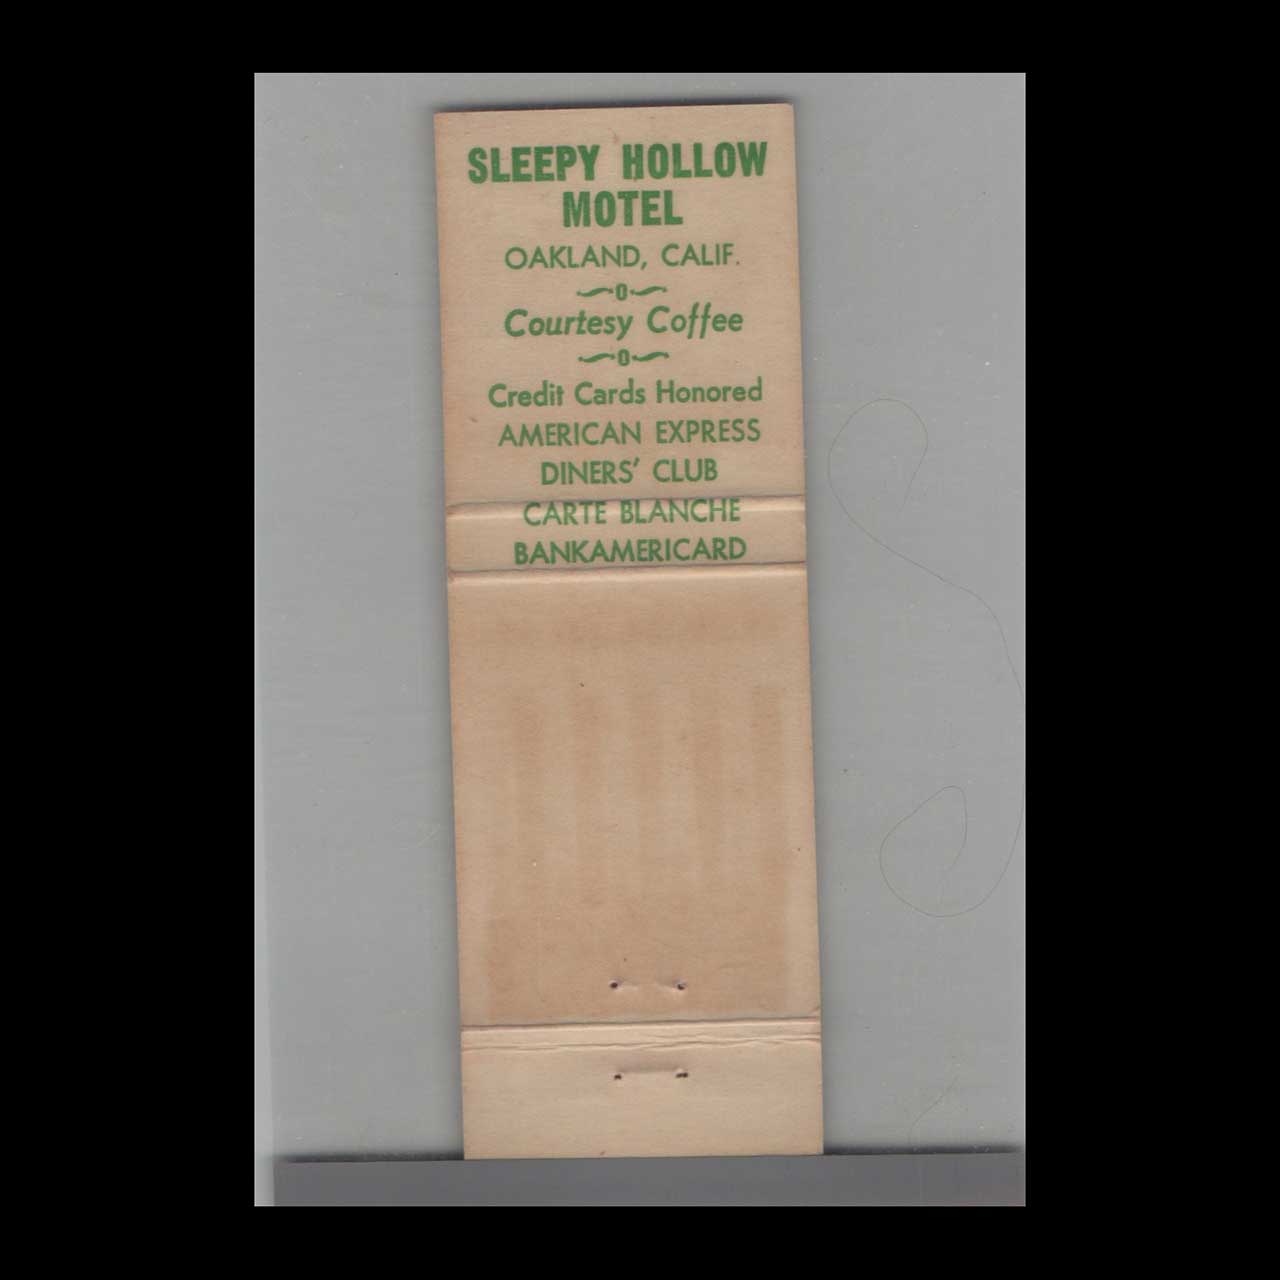 SLEEPY HOLLOW
MOTEL
OAKLAND, CALIF.
Courtesy Coffee
Credit Cards Honored
AMERICAN EXPRESS
DINERS' CLUB
CARTE BLANCHE
BANKAMERICARD